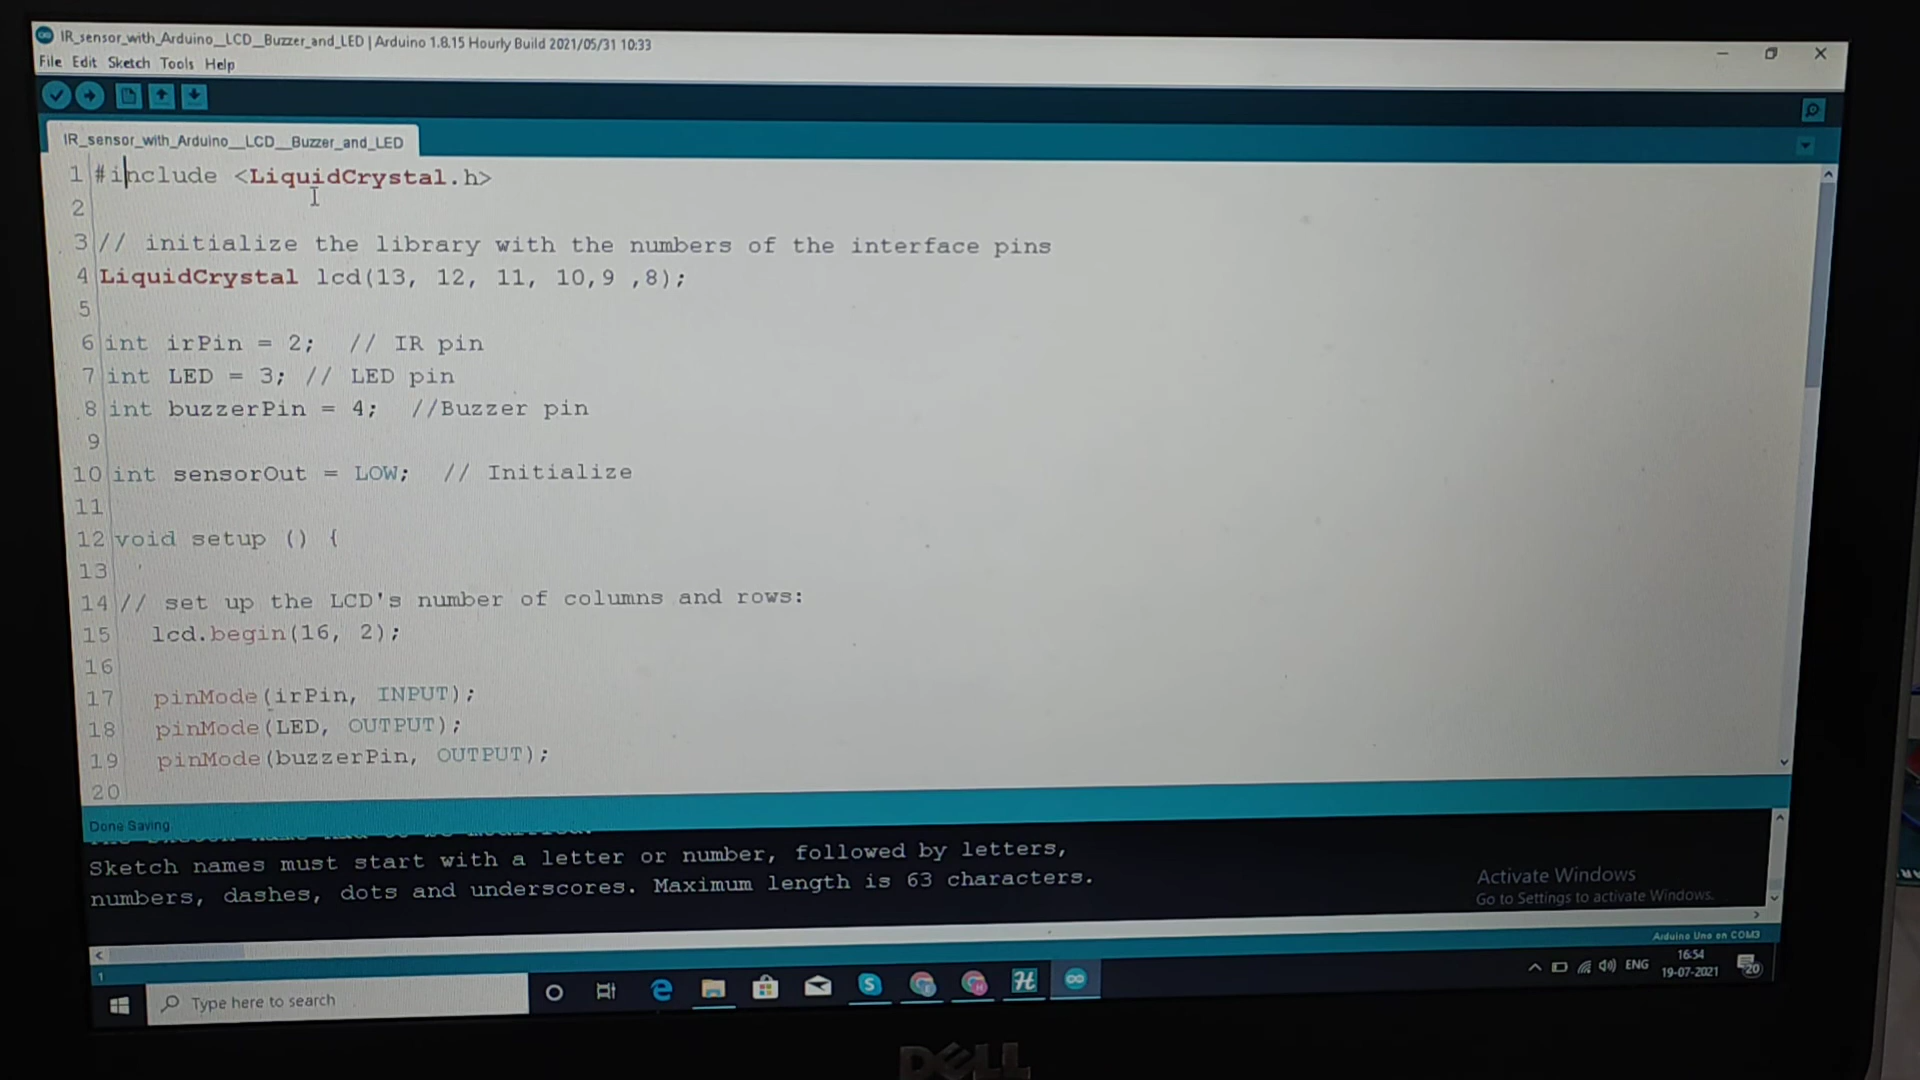 IR_sensor_with_Arduino__LCD__Buzzer_and_LED | Arduino 1.8.15 Hourly Build 2021/05/31 10:33
File Edit Sketch Tools Help
IR_sensor_with_Arduino__LCD__Buzzer_and_LED
1 #include <LiquidCrystal.h>
2
3 // initialize the library with the numbers of the interface pins
4 LiquidCrystal lcd(13, 12, 11, 10,9 ,8);
5
6 int irPin = 2;  // IR pin
7 int LED = 3; // LED pin
8 int buzzerPin = 4;  //Buzzer pin
9
10 int sensorOut = LOW;  // Initialize
11
12 void setup () {
13
14 // set up the LCD's number of columns and rows:
15 lcd.begin(16, 2);
16
17 pinMode(irPin, INPUT);
18 pinMode(LED, OUTPUT);
19 pinMode(buzzerPin, OUTPUT);
20
Done Saving
Sketch names must start with a letter or number, followed by letters,
numbers, dashes, dots and underscores. Maximum length is 63 characters.
Activate Windows
Go to Settings to activate Windows.
Arduino Uno on COM3
1
Type here to search
ENG
16:54
19-07-2021
20
DELL